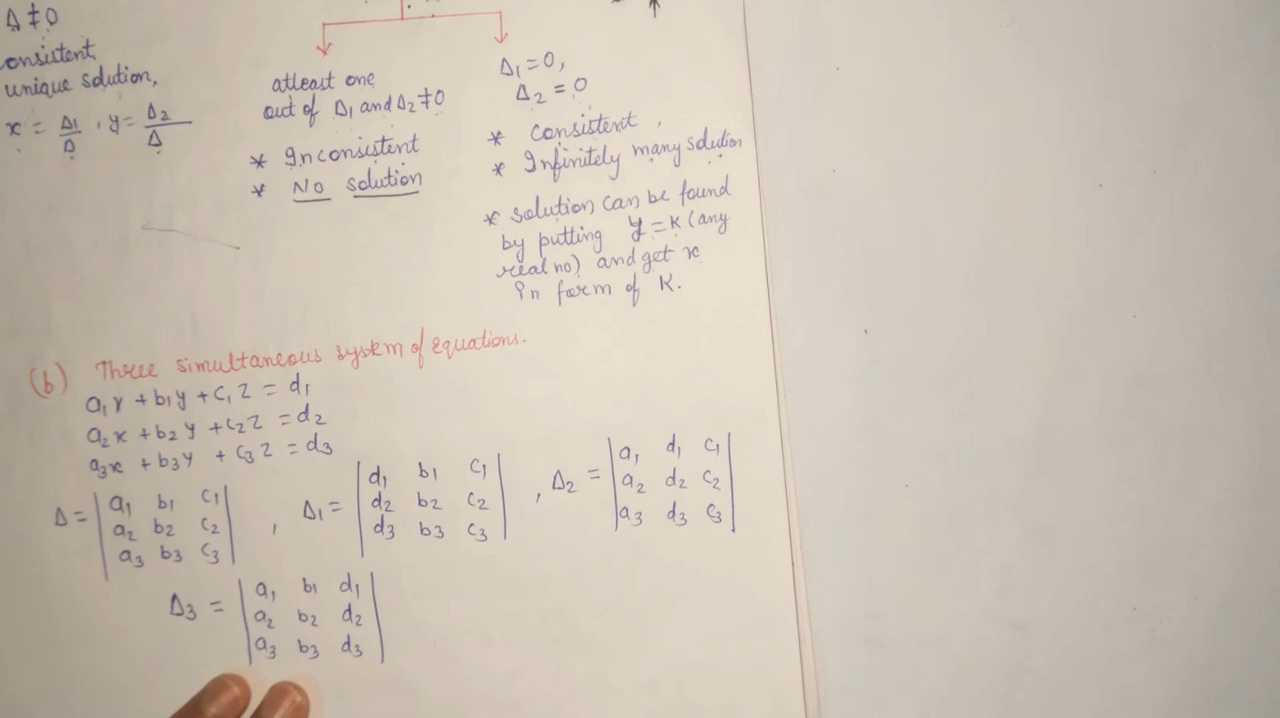 Δ ≠ 0
onsistent
unique solution,
x = Δ1/Δ , y = Δ2/Δ
atleast one
out of Δ1 and Δ2 ≠ 0
* Inconsistent
* No solution
Δ1 = 0,
Δ2 = 0
* Consistent,
* Infinitely many solution
* solution can be found
by putting y = K (any
real no) and get x
in form of K.
(b) Three simultaneous system of equations.
a1x + b1y + c1z = d1
a2x + b2y + c2z = d2
a3x + b3y + c3z = d3
Δ = | a1 b1 c1 |
| a2 b2 c2 |
| a3 b3 c3 |
, Δ1 = | d1 b1 c1 |
| d2 b2 c2 |
| d3 b3 c3 |
, Δ2 = | a1 d1 c1 |
| a2 d2 c2 |
| a3 d3 c3 |
Δ3 = | a1 b1 d1 |
| a2 b2 d2 |
| a3 b3 d3 |